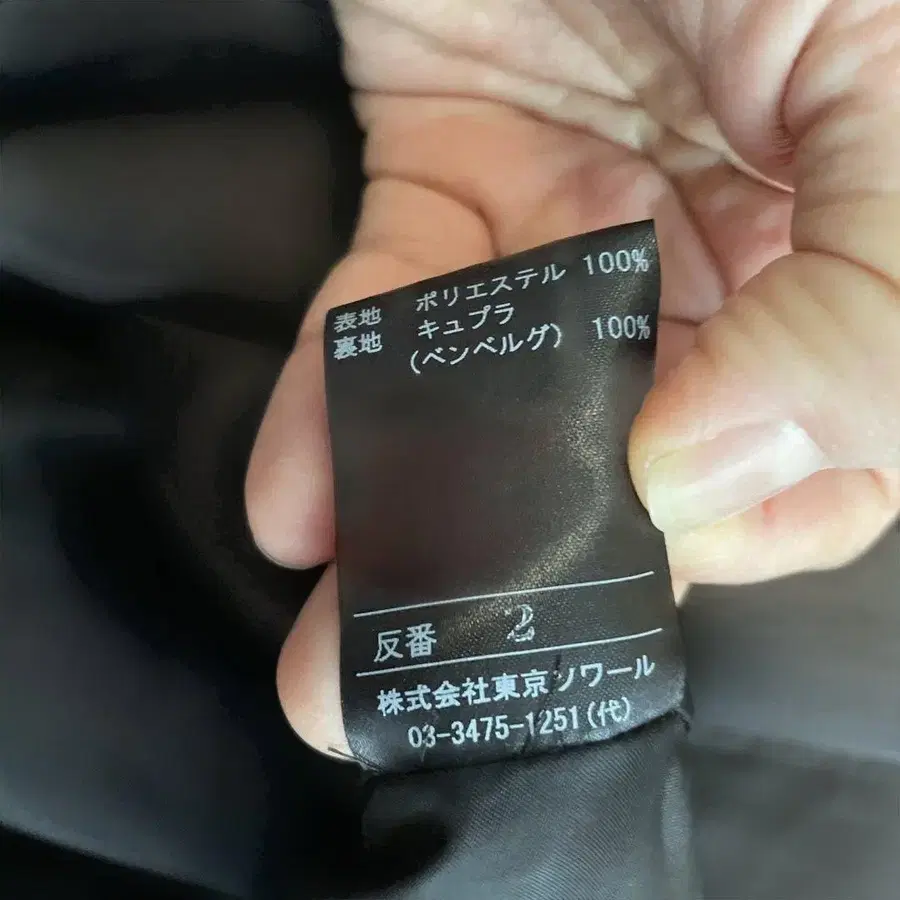 表地 ポリエステル 100%
裏地 キュプラ
(ベンベルグ) 100%
反番 2
株式会社東京ソワール
03-3475-1251(代)